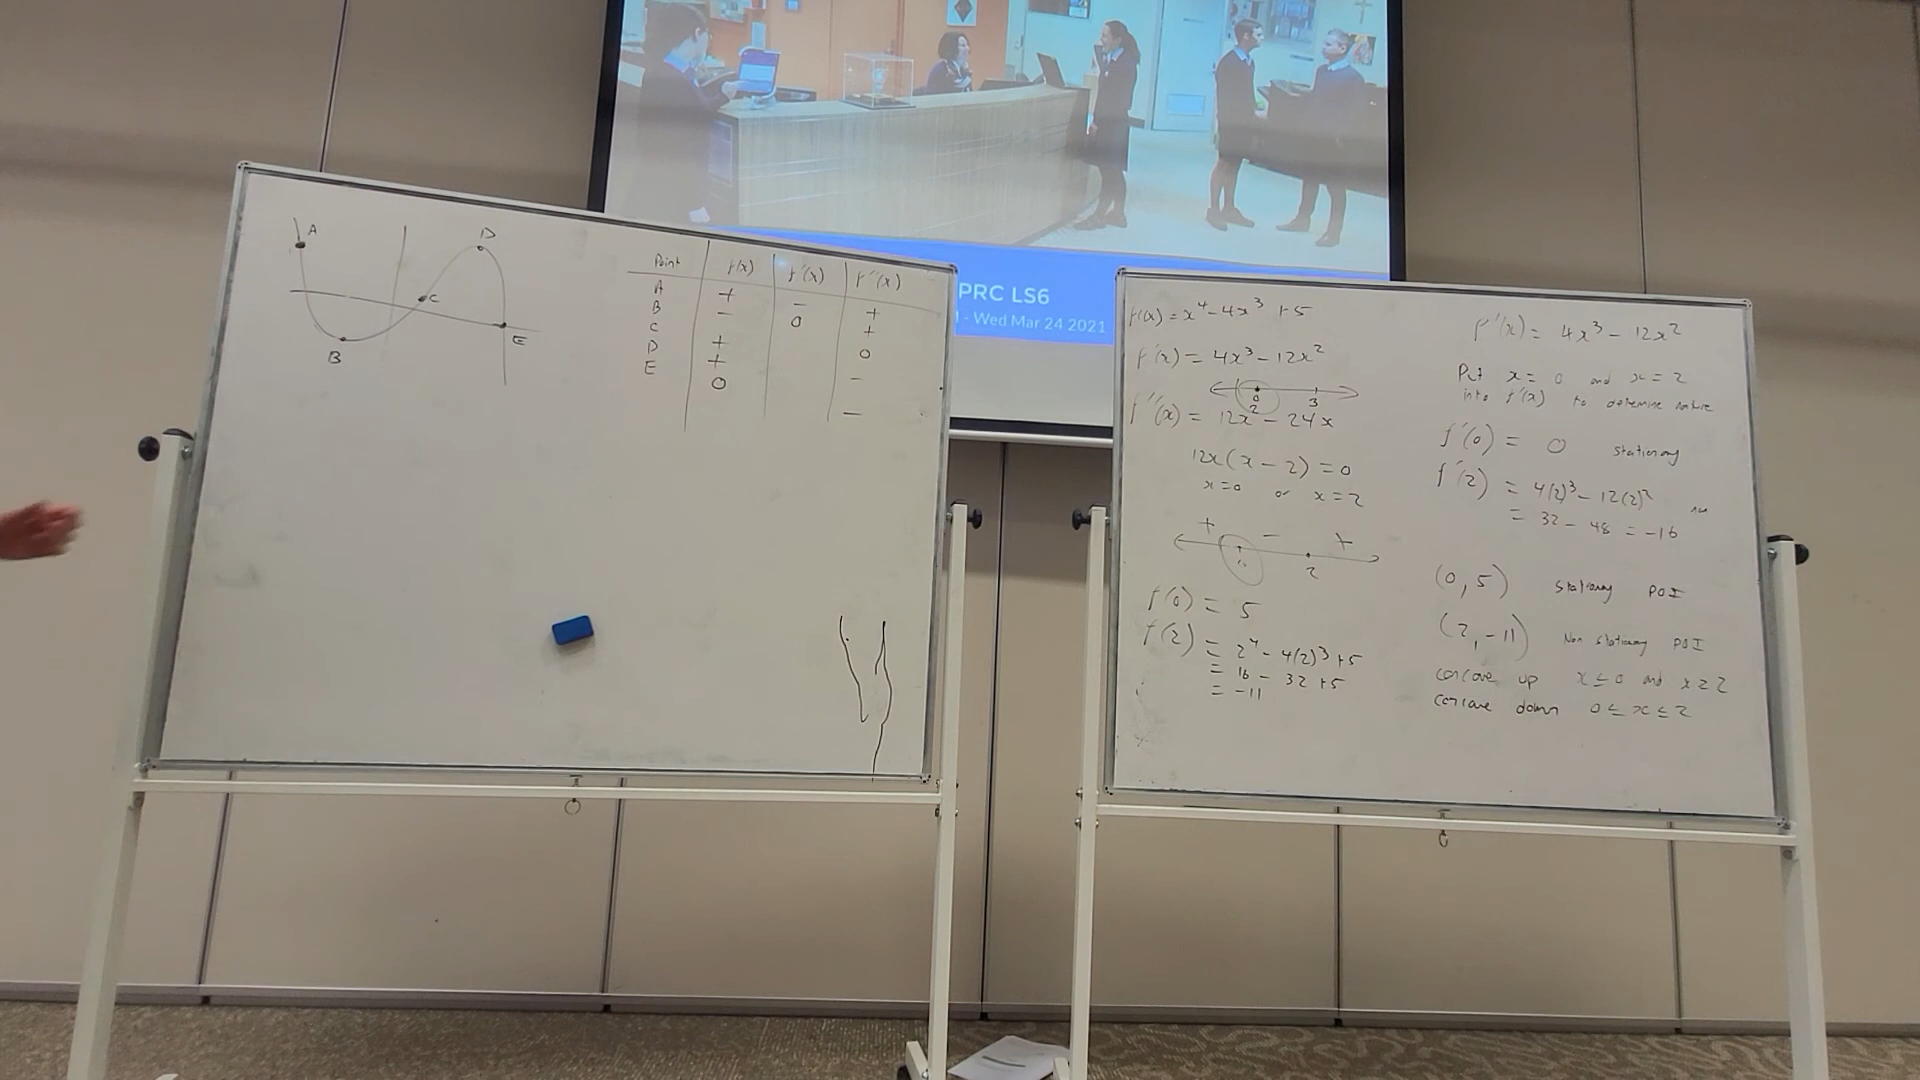 A
D
C
B
E
Point f(x) f'(x) f''(x)
A + - +
B - 0 +
C + 0
D + -
E 0 -
PRC LS6
- Wed Mar 24 2021
f(x) = x⁴ - 4x³ + 5
f'(x) = 4x³ - 12x²
0 3
f''(x) = 12x² - 24x
12x(x - 2) = 0
x=0 or x=2
+ - +
2
f(0) = 5
f(2) = 2⁴ - 4(2)³ + 5
= 16 - 32 + 5
= -11
f'(x) = 4x³ - 12x²
Put x = 0 and x = 2
into f'(x) to determine nature
f'(0) = 0 stationary
f'(2) = 4(2)³ - 12(2)²
= 32 - 48 = -16
(0, 5) Stationary POI
(2, -11) Non stationary POI
concave up x ≤ 0 and x ≥ 2
concave down 0 ≤ x ≤ 2